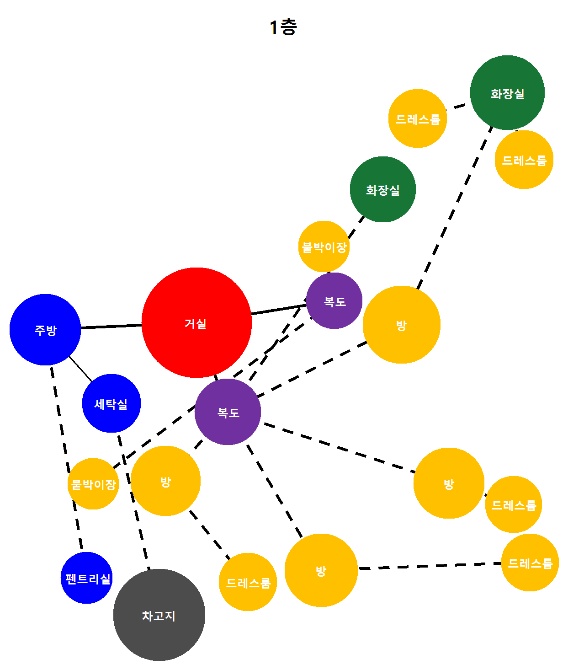 1층
화장실
드레스룸
드레스룸
화장실
붙박이장
복도
거실
방
주방
세탁실
복도
방
붙박이장
방
드레스룸
펜트리실
드레스룸
방
드레스룸
차고지